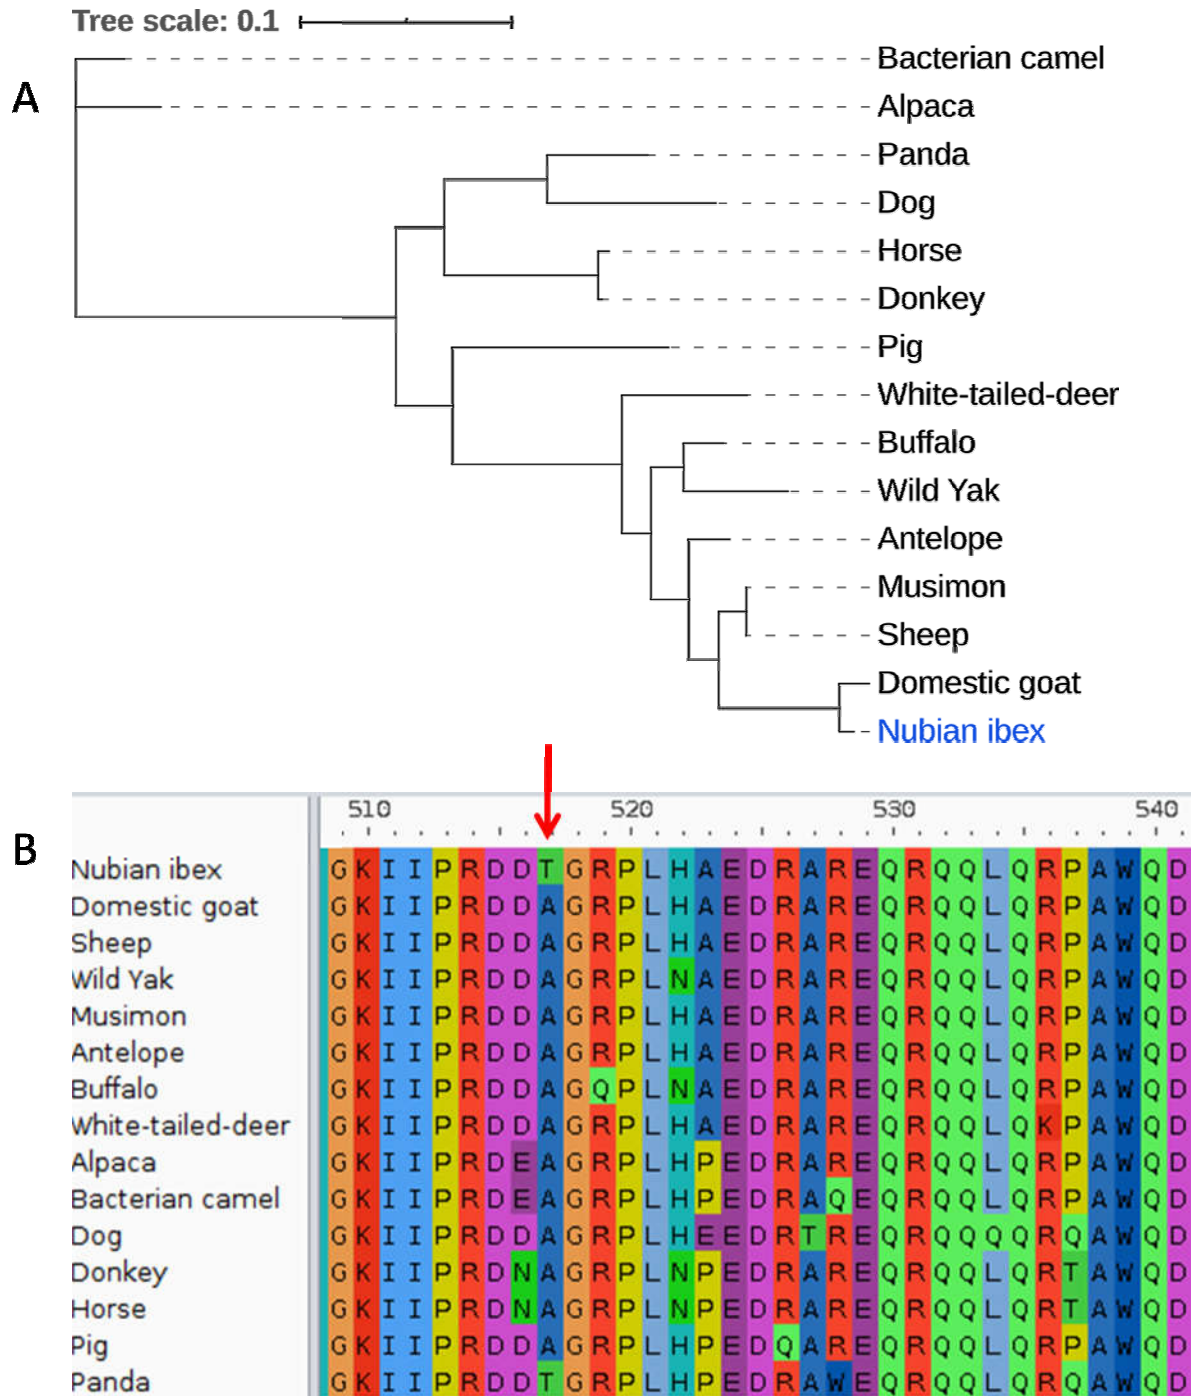 Tree scale: 0.1
A
Bacterian camel
Alpaca
Panda
Dog
Horse
Donkey
Pig
White-tailed-deer
Buffalo
Wild Yak
Antelope
Musimon
Sheep
Domestic goat
Nubian ibex
B
510 520 530 540
Nubian ibex GKIIPRDDTGRPLHAEDRAREQRQQLQRPAWQD
Domestic goat GKIIPRDDAGRPLHAEDRAREQRQQLQRPAWQD
Sheep GKIIPRDDAGRPLHAEDRAREQRQQLQRPAWQD
Wild Yak GKIIPRDDAGRPLNAEDRAREQRQQLQRPAWQD
Musimon GKIIPRDDAGRPLHAEDRAREQRQQLQRPAWQD
Antelope GKIIPRDDAGRPLHAEDRAREQRQQLQRPAWQD
Buffalo GKIIPRDDAGQPLNAEDRAREQRQQLQRPAWQD
White-tailed-deer GKIIPRDDAGRPLHAEDRAREQRQQLQKPAWQD
Alpaca GKIIPRDEAGRPLHPEDRAREQRQQLQRPAWQD
Bacterian camel GKIIPRDEAGRPLHPEDRAQEQRQQLQRPAWQD
Dog GKIIPRDDAGRPLHEEDRTREQRQQQQRQAWQD
Donkey GKIIPRDNAGRPLNPEDRAREQRQQLQRTAWQD
Horse GKIIPRDNAGRPLNPEDRAREQRQQLQRTAWQD
Pig GKIIPRDDAGRPLHPEDQAREQRQQLQRPAWQD
Panda GKIIPRDDTGRPLHPEDRAWEQRQQLQRQAWQD